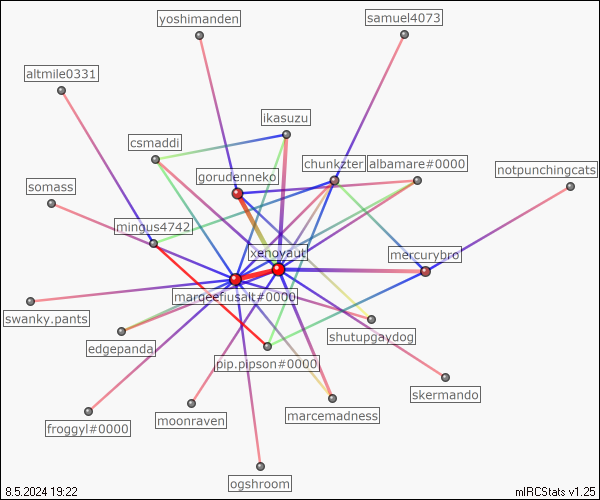 yoshimanden
samuel4073
altmile0331
ikasuzu
csmaddi
chunkzter
albamare#0000
gorudenneko
notpunchingcats
somass
mingus4742
xenovaut
mercurybro
marqeefiusalt#0000
swanky.pants
shutupgaydog
edgepanda
pip.pipson#0000
skermando
marcemadness
moonraven
froggyl#0000
ogshroom
8.5.2024 19:22
mIRCStats v1.25